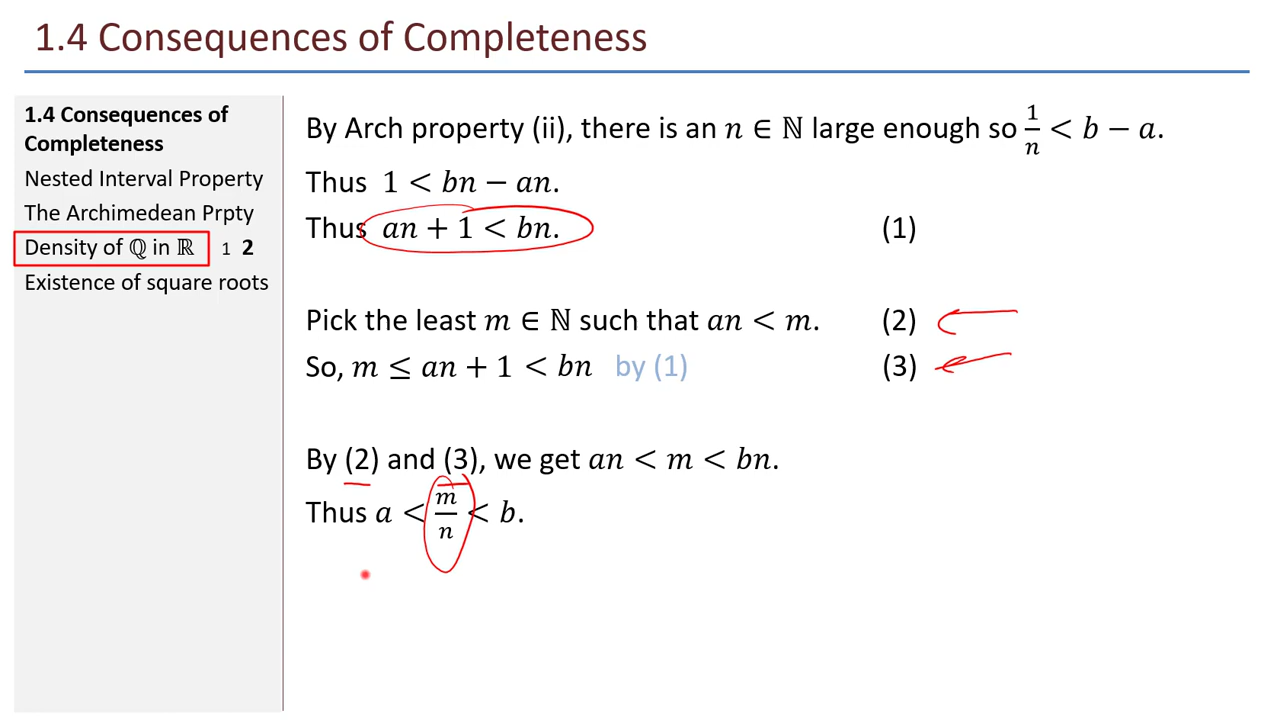 1.4 Consequences of Completeness
1.4 Consequences of
Completeness
Nested Interval Property
The Archimedean Prpty
Density of ℚ in ℝ 1 2
Existence of square roots
By Arch property (ii), there is an n ∈ ℕ large enough so 1/n < b − a.
Thus 1 < bn − an.
Thus an + 1 < bn. (1)
Pick the least m ∈ ℕ such that an < m. (2)
So, m ≤ an + 1 < bn by (1) (3)
By (2) and (3), we get an < m < bn.
Thus a < m/n < b.